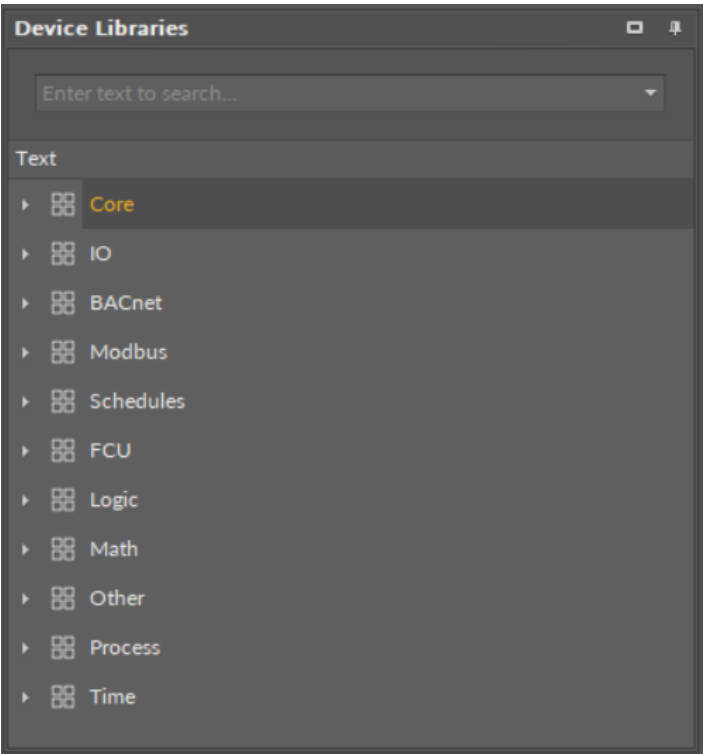 Device Libraries
Enter text to search...
Text
Core
IO
BACnet
Modbus
Schedules
FCU
Logic
Math
Other
Process
Time